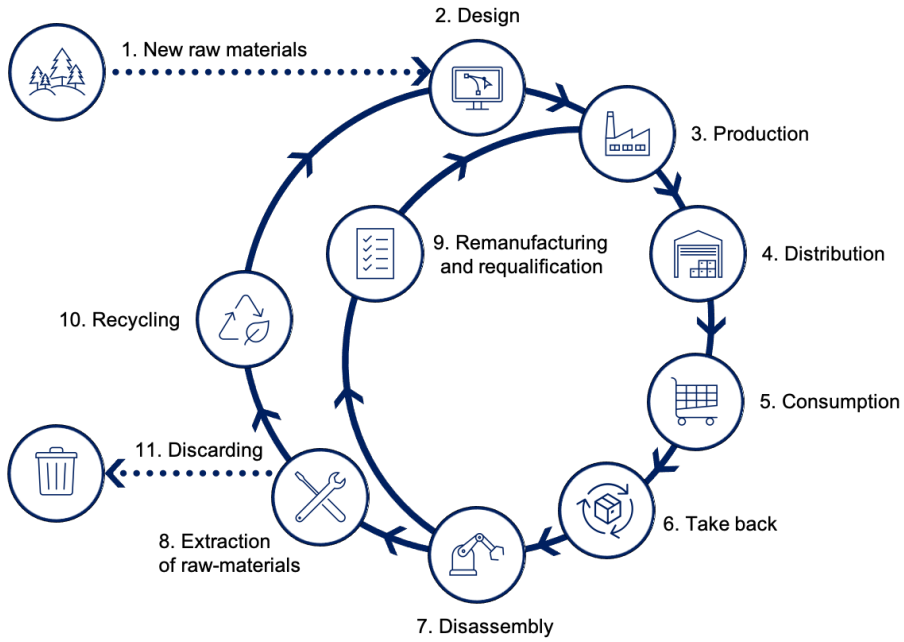 1. New raw materials
2. Design
3. Production
4. Distribution
5. Consumption
6. Take back
7. Disassembly
8. Extraction
of raw-materials
9. Remanufacturing
and requalification
10. Recycling
11. Discarding